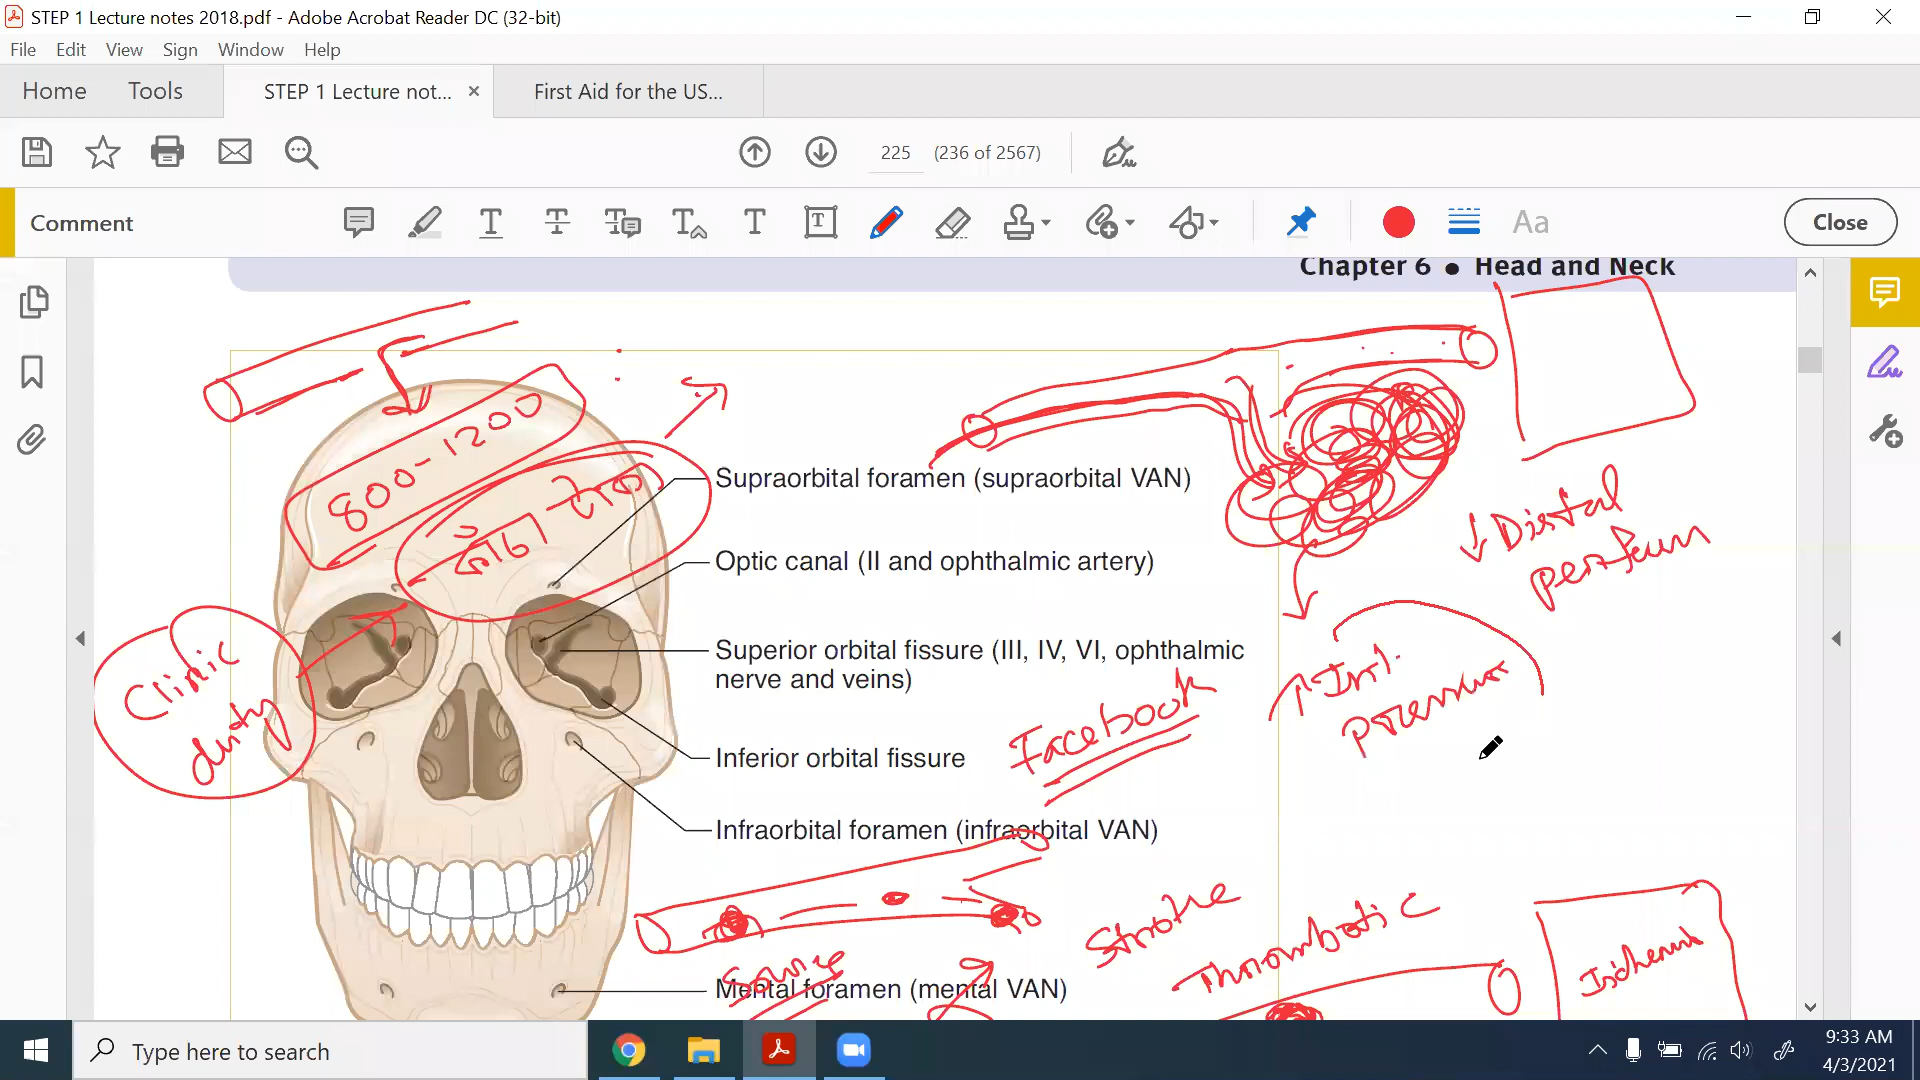 STEP 1 Lecture notes 2018.pdf - Adobe Acrobat Reader DC (32-bit)
File Edit View Sign Window Help
Home Tools STEP 1 Lecture not... × First Aid for the US...
225 (236 of 2567)
Comment
Aa
Close
Chapter 6 • Head and Neck
800-1200
Supraorbital foramen (supraorbital VAN)
↓ Distal
Optic canal (II and ophthalmic artery)
Superior orbital fissure (III, IV, VI, ophthalmic
nerve and veins)
Clinic
duty
↑ Int.
pressure
Facebook
Inferior orbital fissure
Infraorbital foramen (infraorbital VAN)
Stroke
Thrombotic
Ischemia
Mental foramen (mental VAN)
Type here to search
9:33 AM
4/3/2021